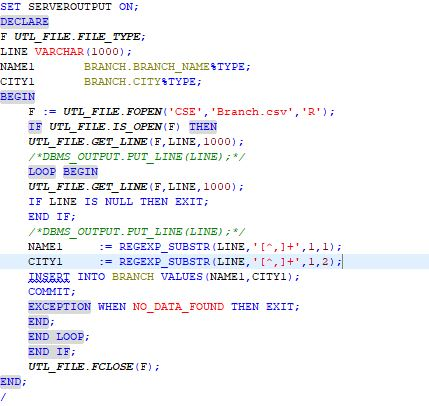 SET SERVEROUTPUT ON;
DECLARE
F UTL_FILE.FILE_TYPE;
LINE VARCHAR(1000);
NAME1 BRANCH.BRANCH_NAME%TYPE;
CITY1 BRANCH.CITY%TYPE;
BEGIN
F := UTL_FILE.FOPEN('CSE','Branch.csv','R');
IF UTL_FILE.IS_OPEN(F) THEN
UTL_FILE.GET_LINE(F,LINE,1000);
/*DBMS_OUTPUT.PUT_LINE(LINE);*/
LOOP BEGIN
UTL_FILE.GET_LINE(F,LINE,1000);
IF LINE IS NULL THEN EXIT;
END IF;
/*DBMS_OUTPUT.PUT_LINE(LINE);*/
NAME1 := REGEXP_SUBSTR(LINE,'[^,]+',1,1);
CITY1 := REGEXP_SUBSTR(LINE,'[^,]+',1,2);
INSERT INTO BRANCH VALUES(NAME1,CITY1);
COMMIT;
EXCEPTION WHEN NO_DATA_FOUND THEN EXIT;
END;
END LOOP;
END IF;
UTL_FILE.FCLOSE(F);
END;
/